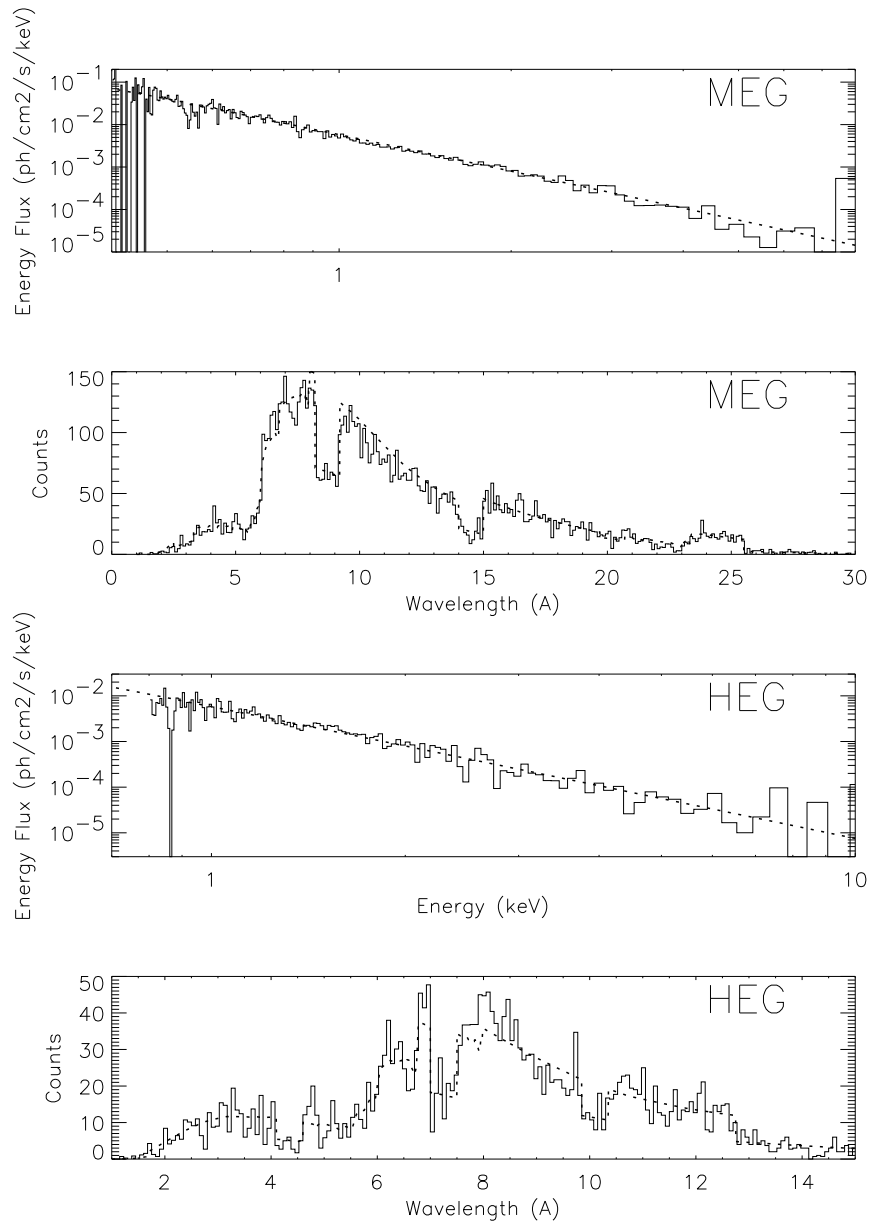 Energy Flux (ph/cm2/s/keV)
10^-1
10^-2
10^-3
10^-4
10^-5
MEG
1
Counts
150
100
50
0
MEG
0 5 10 15 20 25 30
Wavelength (A)
Energy Flux (ph/cm2/s/keV)
10^-2
10^-3
10^-4
10^-5
HEG
1 10
Energy (keV)
Counts
50
40
30
20
10
0
HEG
2 4 6 8 10 12 14
Wavelength (A)